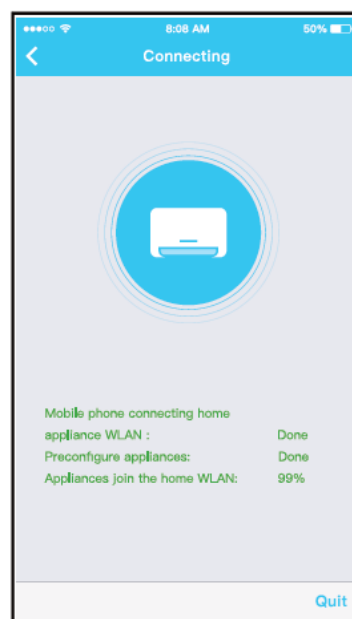 8:08 AM 50%
Connecting
Mobile phone connecting home
appliance WLAN : Done
Preconfigure appliances: Done
Appliances join the home WLAN: 99%
Quit